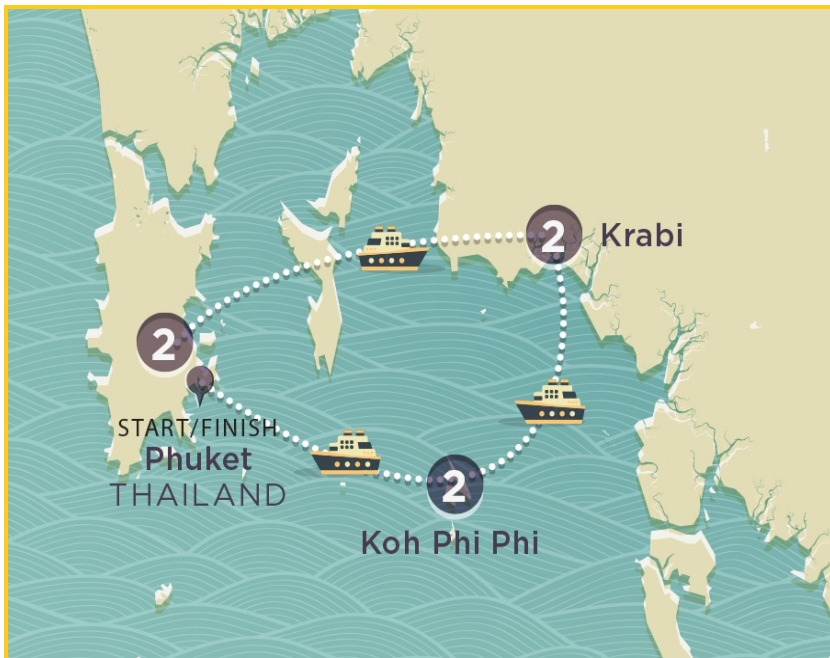 2
Krabi
2
START/FINISH
Phuket
THAILAND
2
Koh Phi Phi